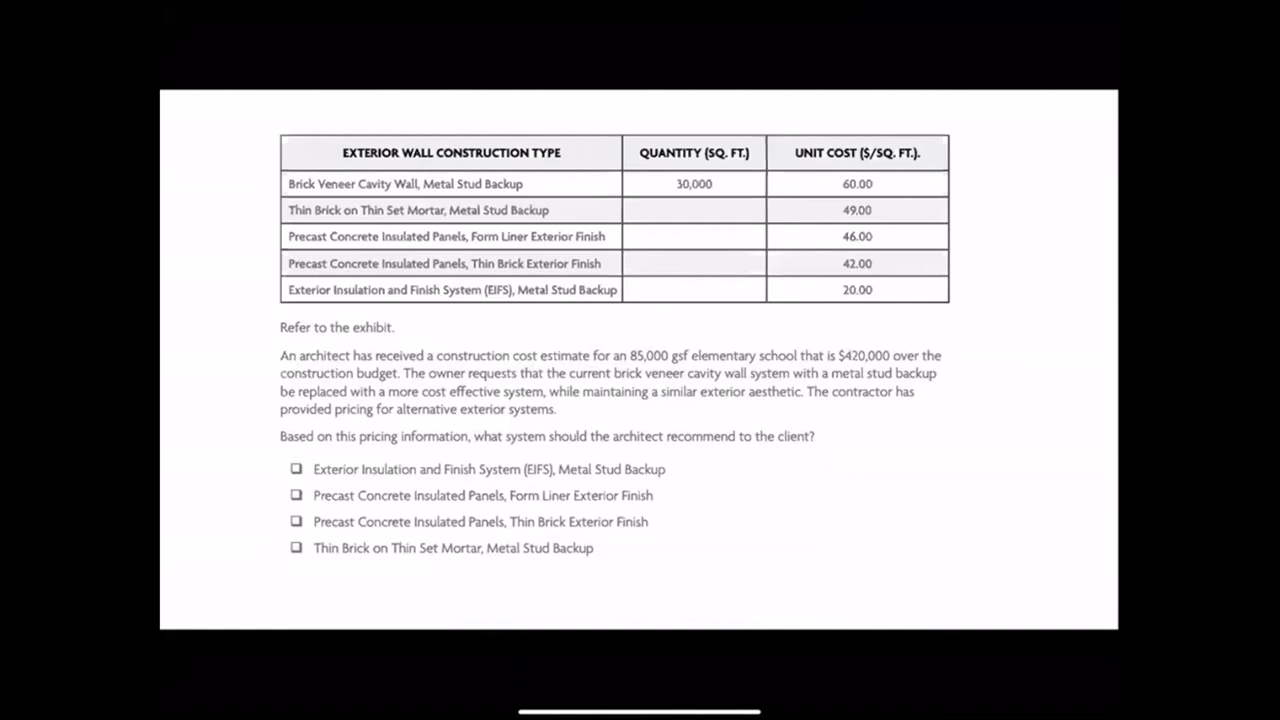 EXTERIOR WALL CONSTRUCTION TYPE QUANTITY (SQ. FT.) UNIT COST ($/SQ. FT.).
Brick Veneer Cavity Wall, Metal Stud Backup 30,000 60.00
Thin Brick on Thin Set Mortar, Metal Stud Backup 49.00
Precast Concrete Insulated Panels, Form Liner Exterior Finish 46.00
Precast Concrete Insulated Panels, Thin Brick Exterior Finish 42.00
Exterior Insulation and Finish System (EIFS), Metal Stud Backup 20.00
Refer to the exhibit.
An architect has received a construction cost estimate for an 85,000 gsf elementary school that is $420,000 over the
construction budget. The owner requests that the current brick veneer cavity wall system with a metal stud backup
be replaced with a more cost effective system, while maintaining a similar exterior aesthetic. The contractor has
provided pricing for alternative exterior systems.
Based on this pricing information, what system should the architect recommend to the client?
Exterior Insulation and Finish System (EIFS), Metal Stud Backup
Precast Concrete Insulated Panels, Form Liner Exterior Finish
Precast Concrete Insulated Panels, Thin Brick Exterior Finish
Thin Brick on Thin Set Mortar, Metal Stud Backup